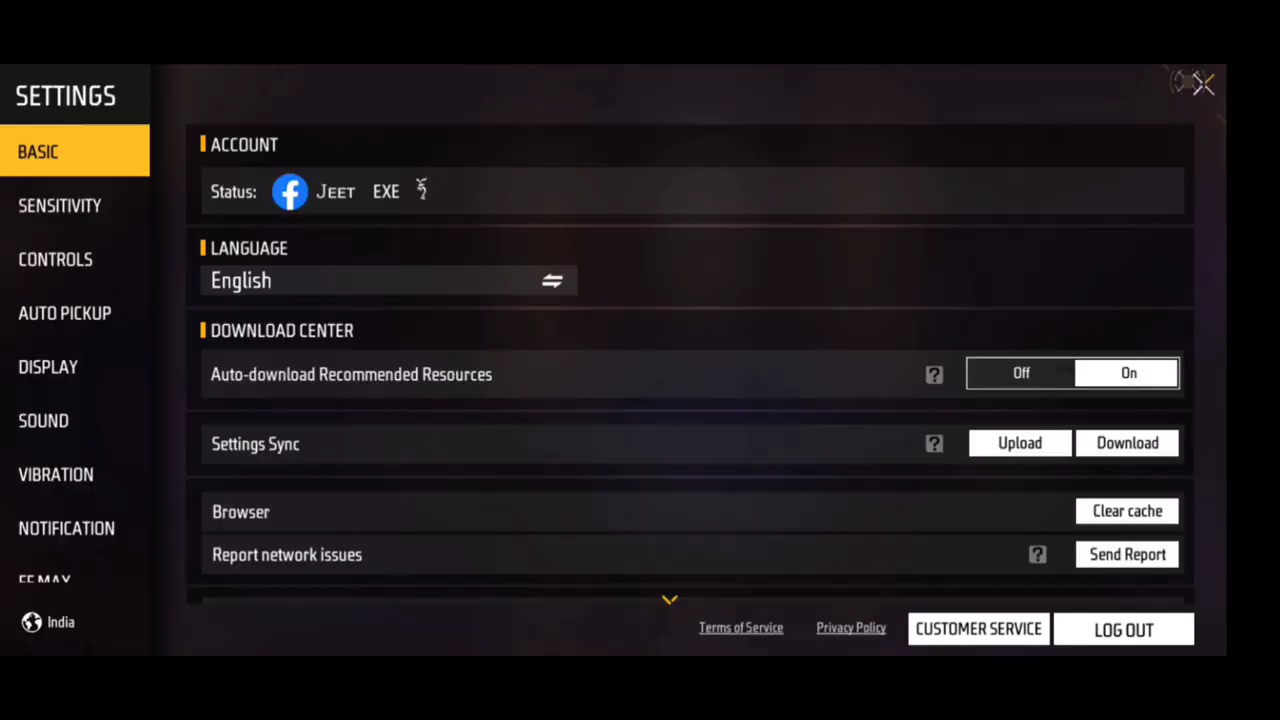 SETTINGS
BASIC
SENSITIVITY
CONTROLS
AUTO PICKUP
DISPLAY
SOUND
VIBRATION
NOTIFICATION
FF MAX
India
ACCOUNT
Status: JEET EXE
LANGUAGE
English
DOWNLOAD CENTER
Auto-download Recommended Resources ? Off On
Settings Sync ? Upload Download
Browser Clear cache
Report network issues ? Send Report
Terms of Service Privacy Policy CUSTOMER SERVICE LOG OUT